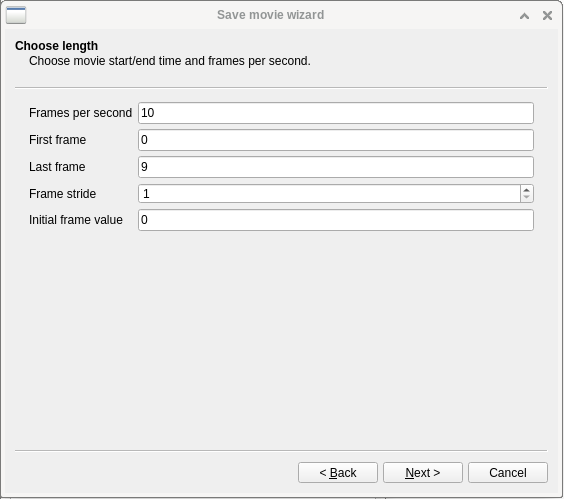 Save movie wizard
Choose length
Choose movie start/end time and frames per second.
Frames per second 10
First frame 0
Last frame 9
Frame stride 1
Initial frame value 0
< Back Next > Cancel